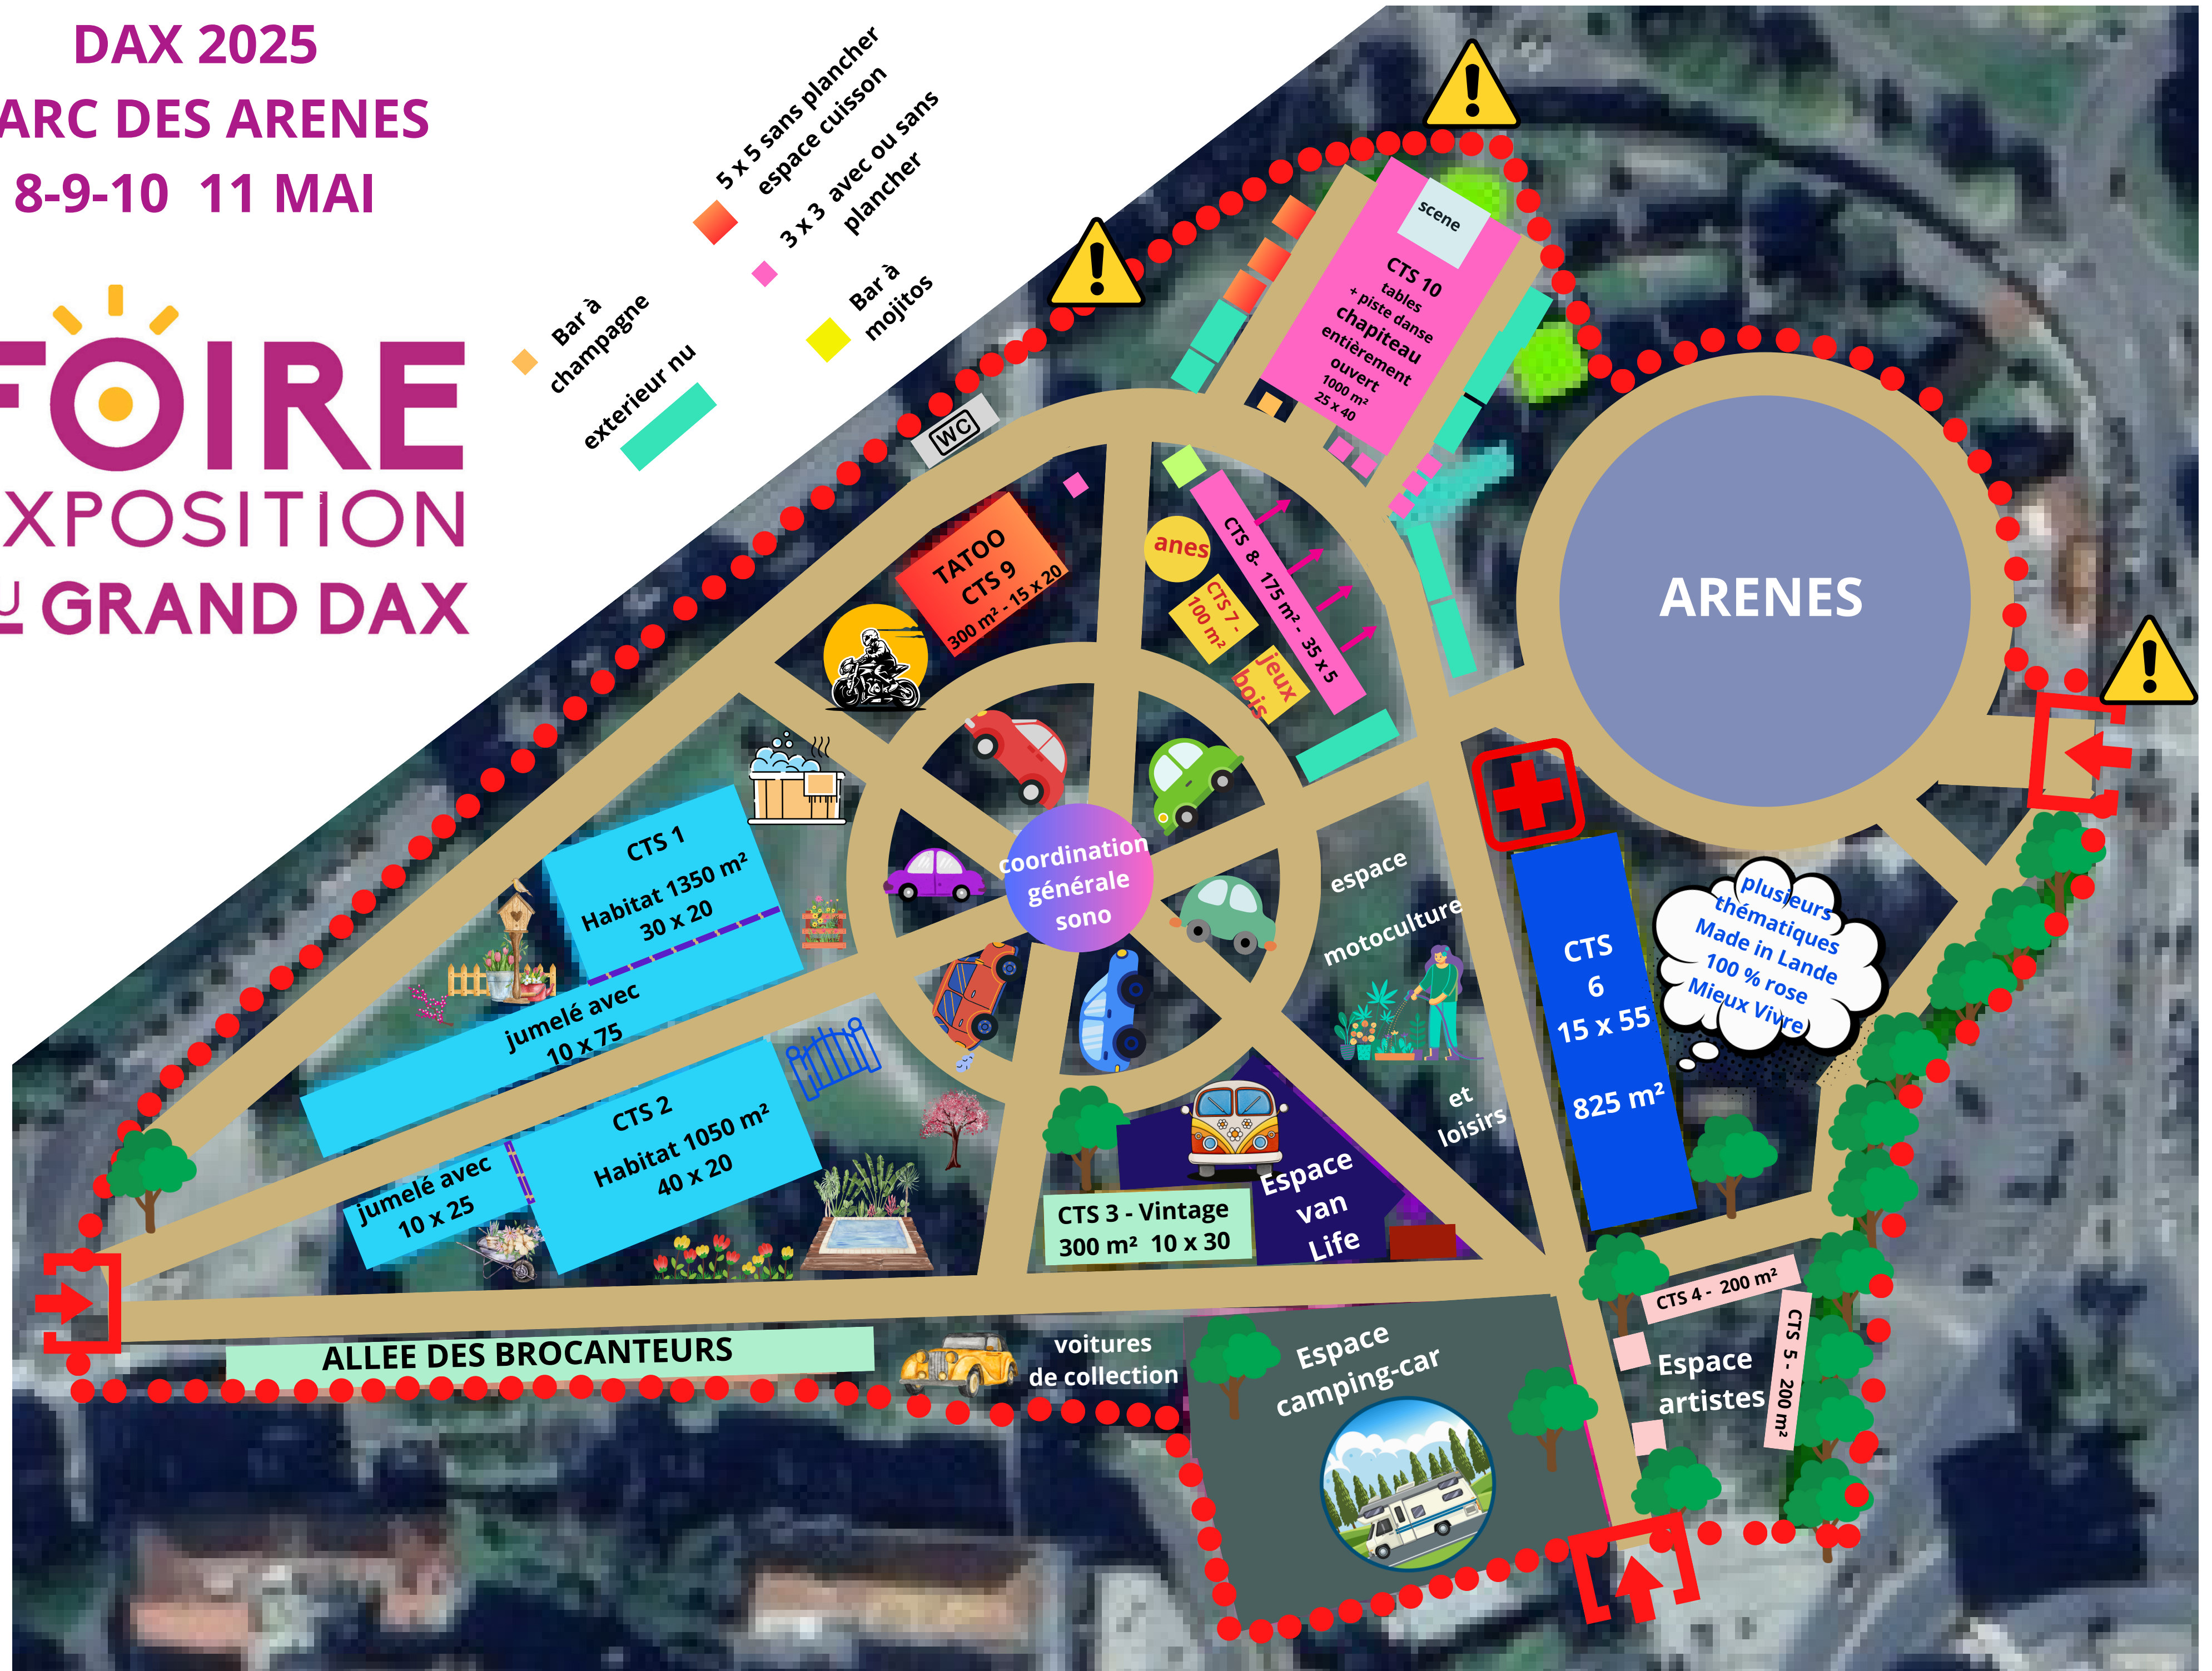 DAX 2025
ARC DES ARENES
8-9-10 11 MAI
FOIRE
XPOSITION
U GRAND DAX
5 x 5 sans plancher
espace cuisson
3 x 3 avec ou sans
plancher
Bar à
champagne
Bar à
mojitos
exterieur nu
WC
scene
CTS 10
tables
+ piste danse
chapiteau
entièrement
ouvert
1000 m²
25 x 40
TATOO
CTS 9
300 m² - 15 x 20
anes
CTS 7 -
100 m²
jeux
bois
CTS 8- 175 m² - 35 x 5
ARENES
CTS 1
Habitat 1350 m²
30 x 20
jumelé avec
10 x 75
coordination
générale
sono
espace
motoculture
et
loisirs
CTS
6
15 x 55
825 m²
plusieurs
thématiques
Made in Lande
100 % rose
Mieux Vivre
CTS 2
Habitat 1050 m²
40 x 20
jumelé avec
10 x 25
CTS 3 - Vintage
300 m² 10 x 30
Espace
van
Life
CTS 4 - 200 m²
CTS 5 - 200 m²
Espace
artistes
ALLEE DES BROCANTEURS
voitures
de collection
Espace
camping-car